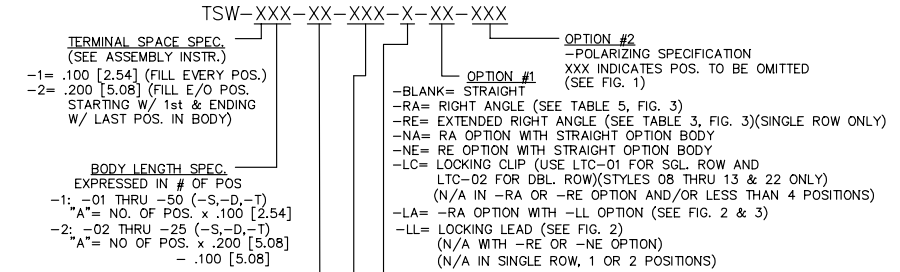 TSW-XXX-XX-XXX-X-XX-XXX
TERMINAL SPACE SPEC.
(SEE ASSEMBLY INSTR.)
-1= .100 [2.54] (FILL EVERY POS.)
-2= .200 [5.08] (FILL E/O POS.
STARTING W/ 1st & ENDING
W/ LAST POS. IN BODY)
BODY LENGTH SPEC.
EXPRESSED IN # OF POS
-1: -01 THRU -50 (-S,-D,-T)
"A"= NO. OF POS. x .100 [2.54]
-2: -02 THRU -25 (-S,-D,-T)
"A"= NO OF POS. x .200 [5.08]
- .100 [5.08]
OPTION #2
-POLARIZING SPECIFICATION
XXX INDICATES POS. TO BE OMITTED
(SEE FIG. 1)
OPTION #1
-BLANK= STRAIGHT
-RA= RIGHT ANGLE (SEE TABLE 5, FIG. 3)
-RE= EXTENDED RIGHT ANGLE (SEE TABLE 3, FIG. 3)(SINGLE ROW ONLY)
-NA= RA OPTION WITH STRAIGHT OPTION BODY
-NE= RE OPTION WITH STRAIGHT OPTION BODY
-LC= LOCKING CLIP (USE LTC-01 FOR SGL. ROW AND
LTC-02 FOR DBL. ROW)(STYLES 08 THRU 13 & 22 ONLY)
(N/A IN -RA OR -RE OPTION AND/OR LESS THAN 4 POSITIONS)
-LA= -RA OPTION WITH -LL OPTION (SEE FIG. 2 & 3)
-LL= LOCKING LEAD (SEE FIG. 2)
(N/A WITH -RE OR -NE OPTION)
(N/A IN SINGLE ROW, 1 OR 2 POSITIONS)